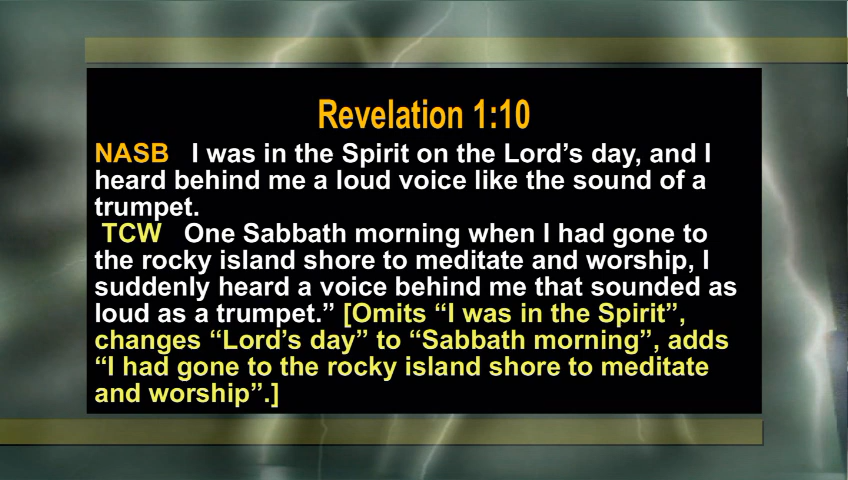 Revelation 1:10
NASB I was in the Spirit on the Lord’s day, and I
heard behind me a loud voice like the sound of a
trumpet.
TCW One Sabbath morning when I had gone to
the rocky island shore to meditate and worship, I
suddenly heard a voice behind me that sounded as
loud as a trumpet.” [Omits “I was in the Spirit”,
changes “Lord’s day” to “Sabbath morning”, adds
“I had gone to the rocky island shore to meditate
and worship”.]